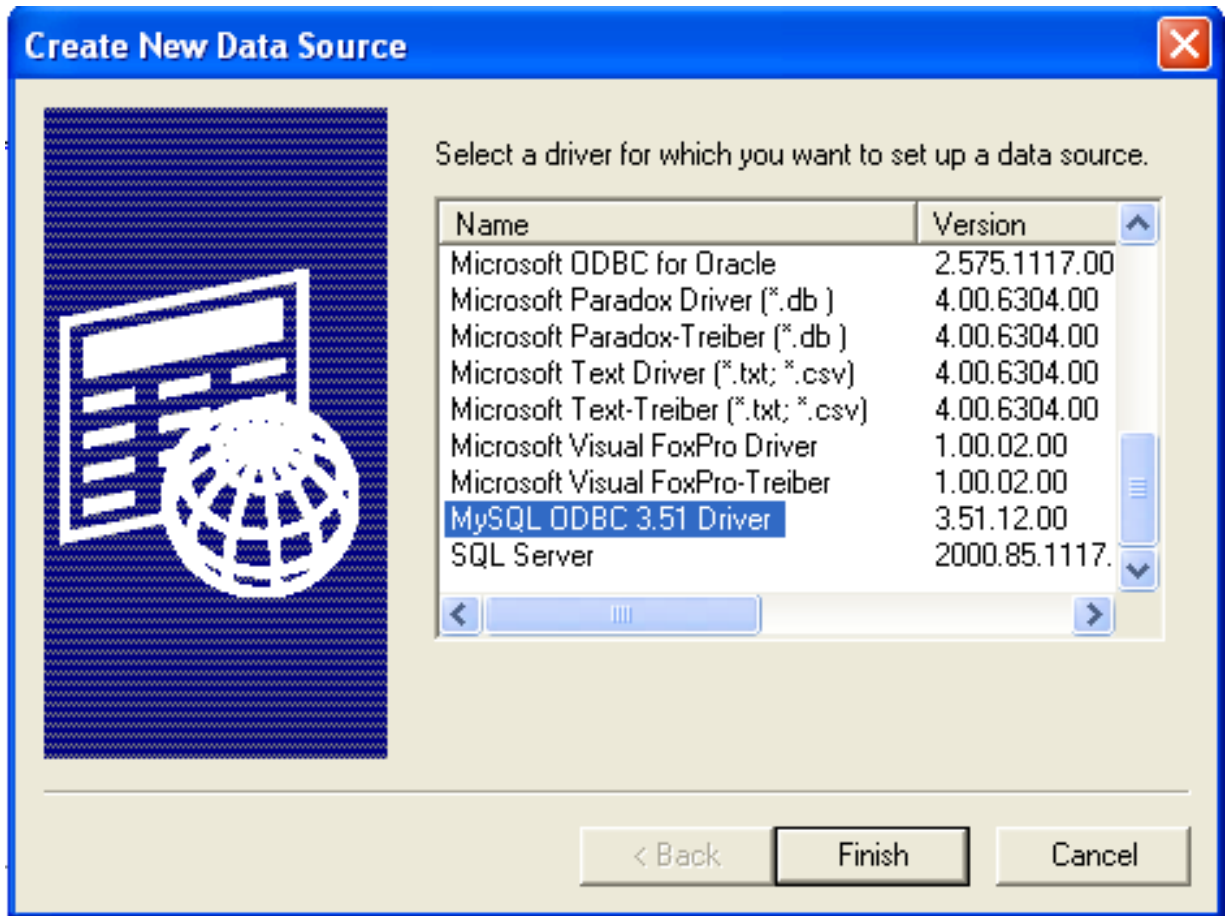 Create New Data Source
Select a driver for which you want to set up a data source.
Name Version
Microsoft ODBC for Oracle 2.575.1117.00
Microsoft Paradox Driver (*.db ) 4.00.6304.00
Microsoft Paradox-Treiber (*.db ) 4.00.6304.00
Microsoft Text Driver (*.txt; *.csv) 4.00.6304.00
Microsoft Text-Treiber (*.txt; *.csv) 4.00.6304.00
Microsoft Visual FoxPro Driver 1.00.02.00
Microsoft Visual FoxPro-Treiber 1.00.02.00
MySQL ODBC 3.51 Driver 3.51.12.00
SQL Server 2000.85.1117.
< Back Finish Cancel